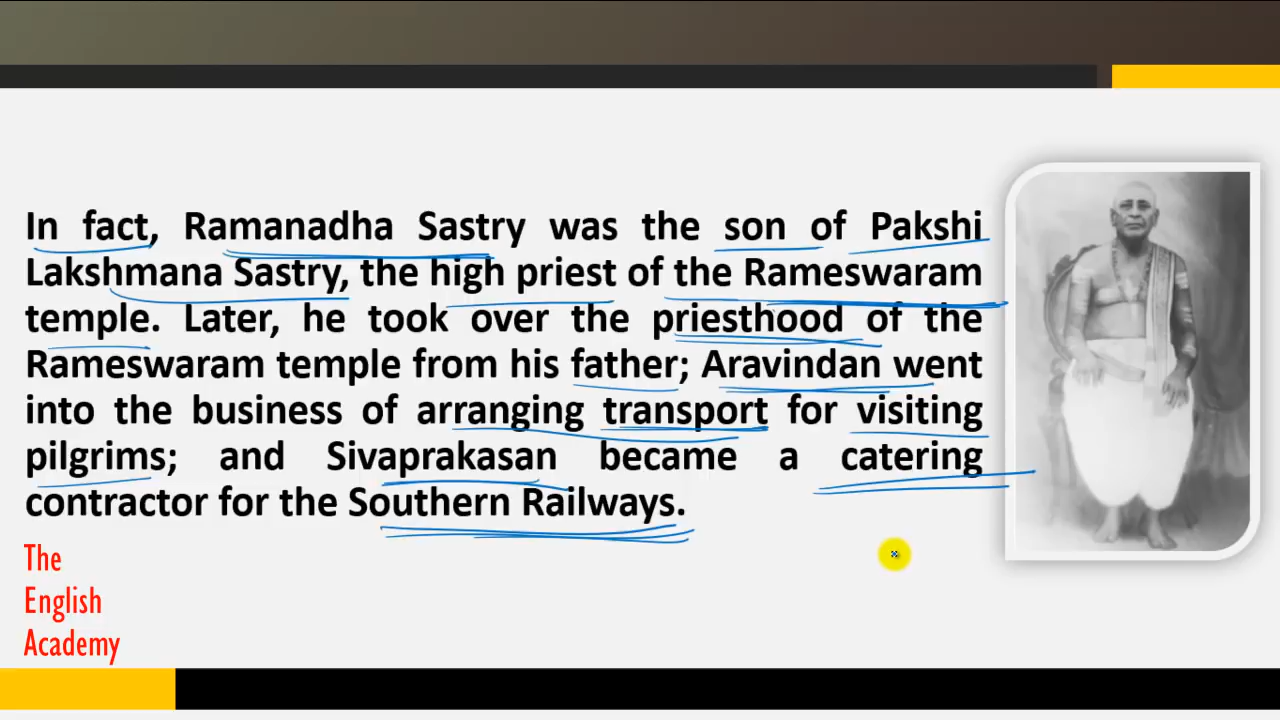 In fact, Ramanadha Sastry was the son of Pakshi
Lakshmana Sastry, the high priest of the Rameswaram
temple. Later, he took over the priesthood of the
Rameswaram temple from his father; Aravindan went
into the business of arranging transport for visiting
pilgrims; and Sivaprakasan became a catering
contractor for the Southern Railways.
The
English
Academy